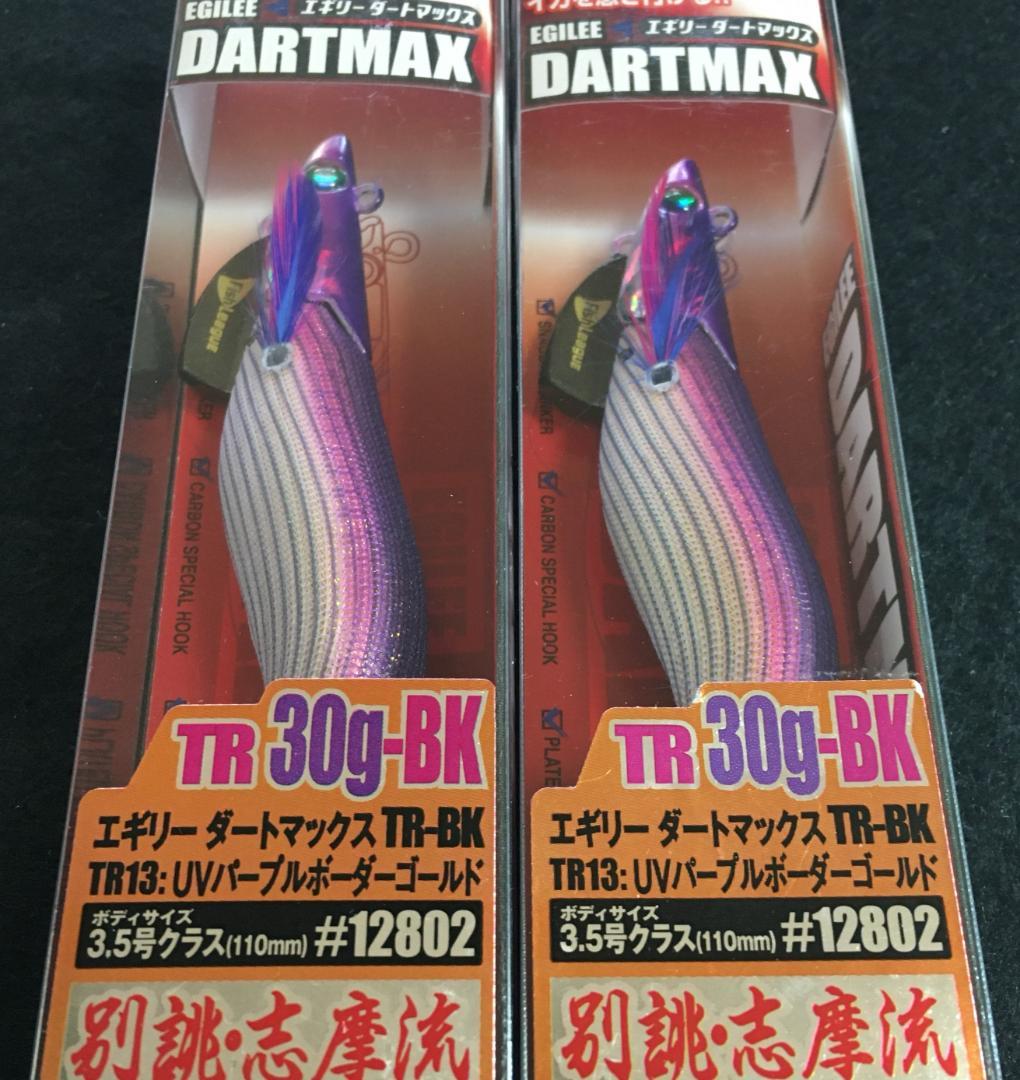 EGILEE エギリー ダートマックス
DARTMAX
Fish League
CARBON SPECIAL HOOK
TR 30g-BK
エギリー ダートマックス TR-BK
TR13: UVパープルボーダーゴールド
ボディサイズ
3.5号クラス(110mm) #12802
別誂・志摩流
EGILEE エギリー ダートマックス
DARTMAX
Fish League
CARBON SPECIAL HOOK
PLATE
DARTM
TR 30g-BK
エギリー ダートマックス TR-BK
TR13: UVパープルボーダーゴールド
ボディサイズ
3.5号クラス(110mm) #12802
別誂・志摩流